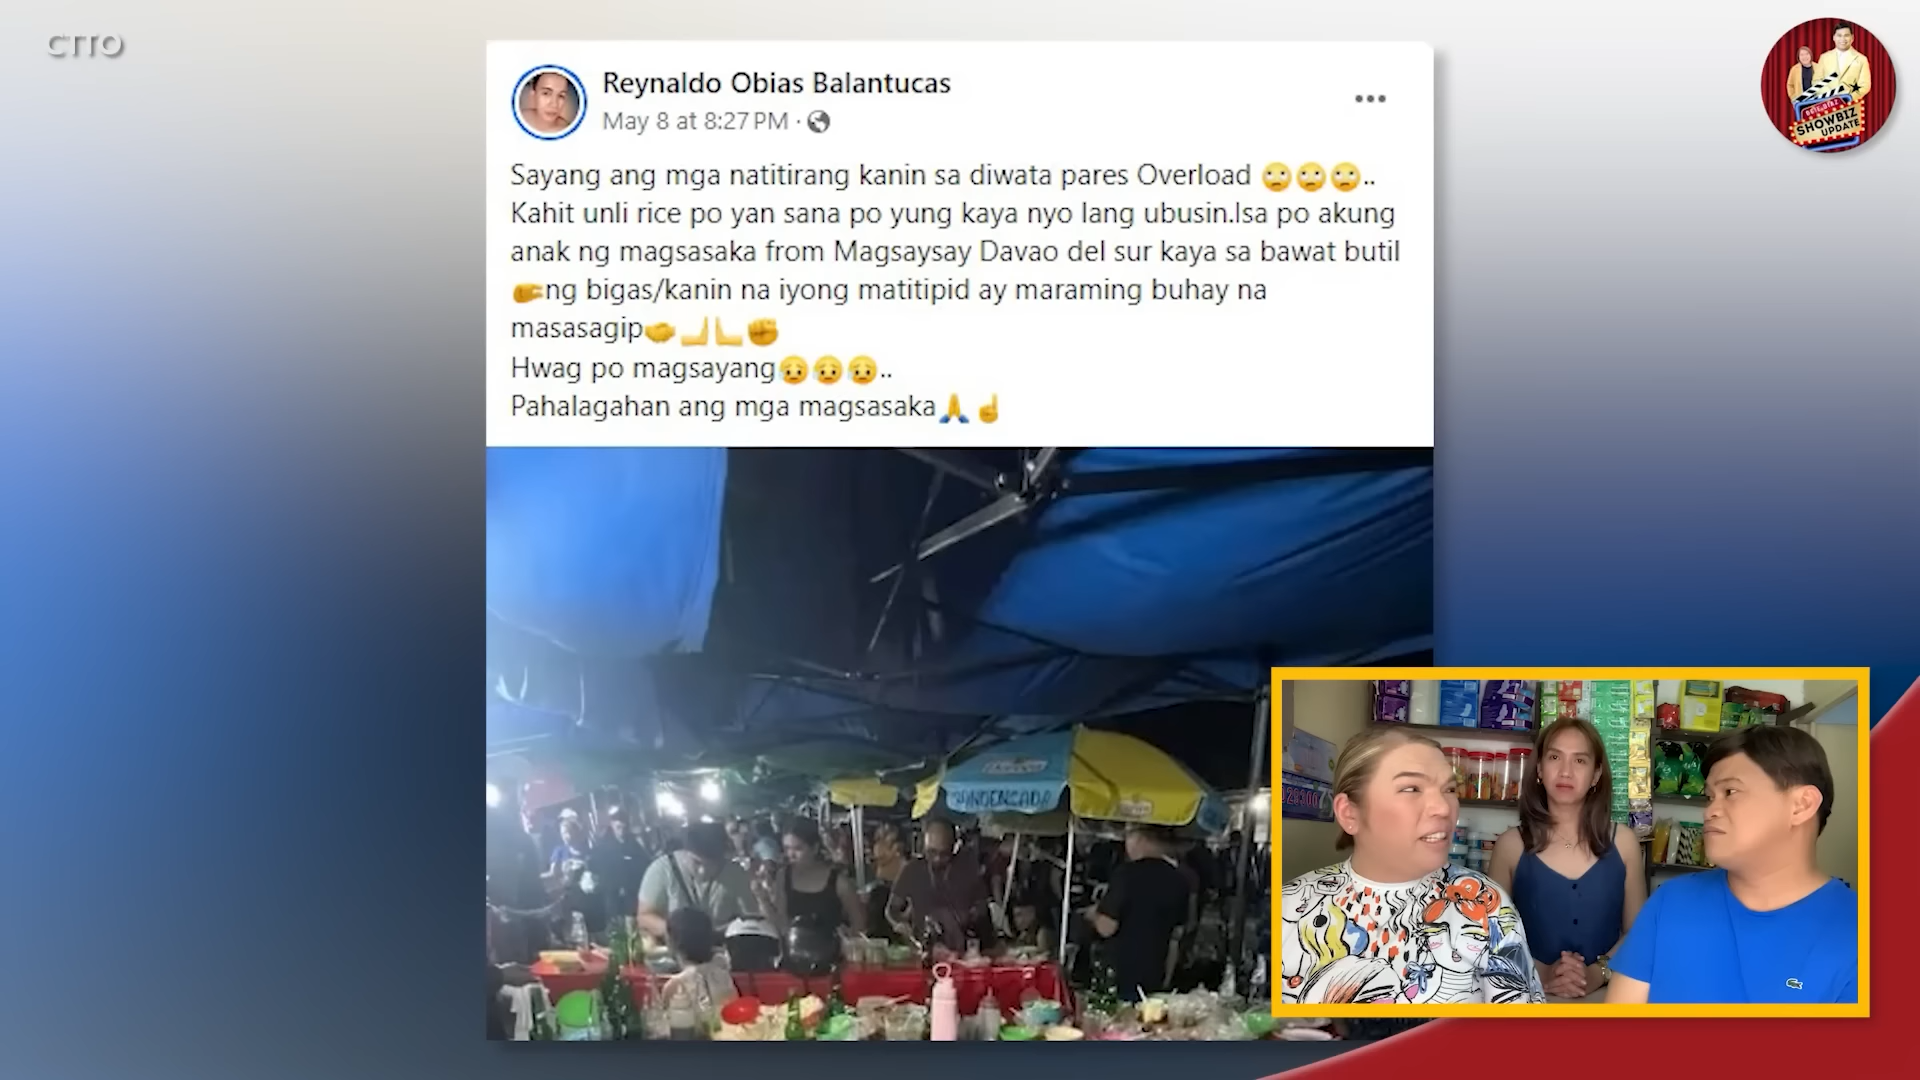 CTTO
Reynaldo Obias Balantucas
May 8 at 8:27 PM ·
Sayang ang mga natitirang kanin sa diwata pares Overload 🙄🙄🙄..
Kahit unli rice po yan sana po yung kaya nyo lang ubusin.Isa po akung
anak ng magsasaka from Magsaysay Davao del sur kaya sa bawat butil
🤛ng bigas/kanin na iyong matitipid ay maraming buhay na
masasagip🤝
Hwag po magsayang😥😥😥..
Pahalagahan ang mga magsasaka🙏☝
SHOWBIZ
UPDATE